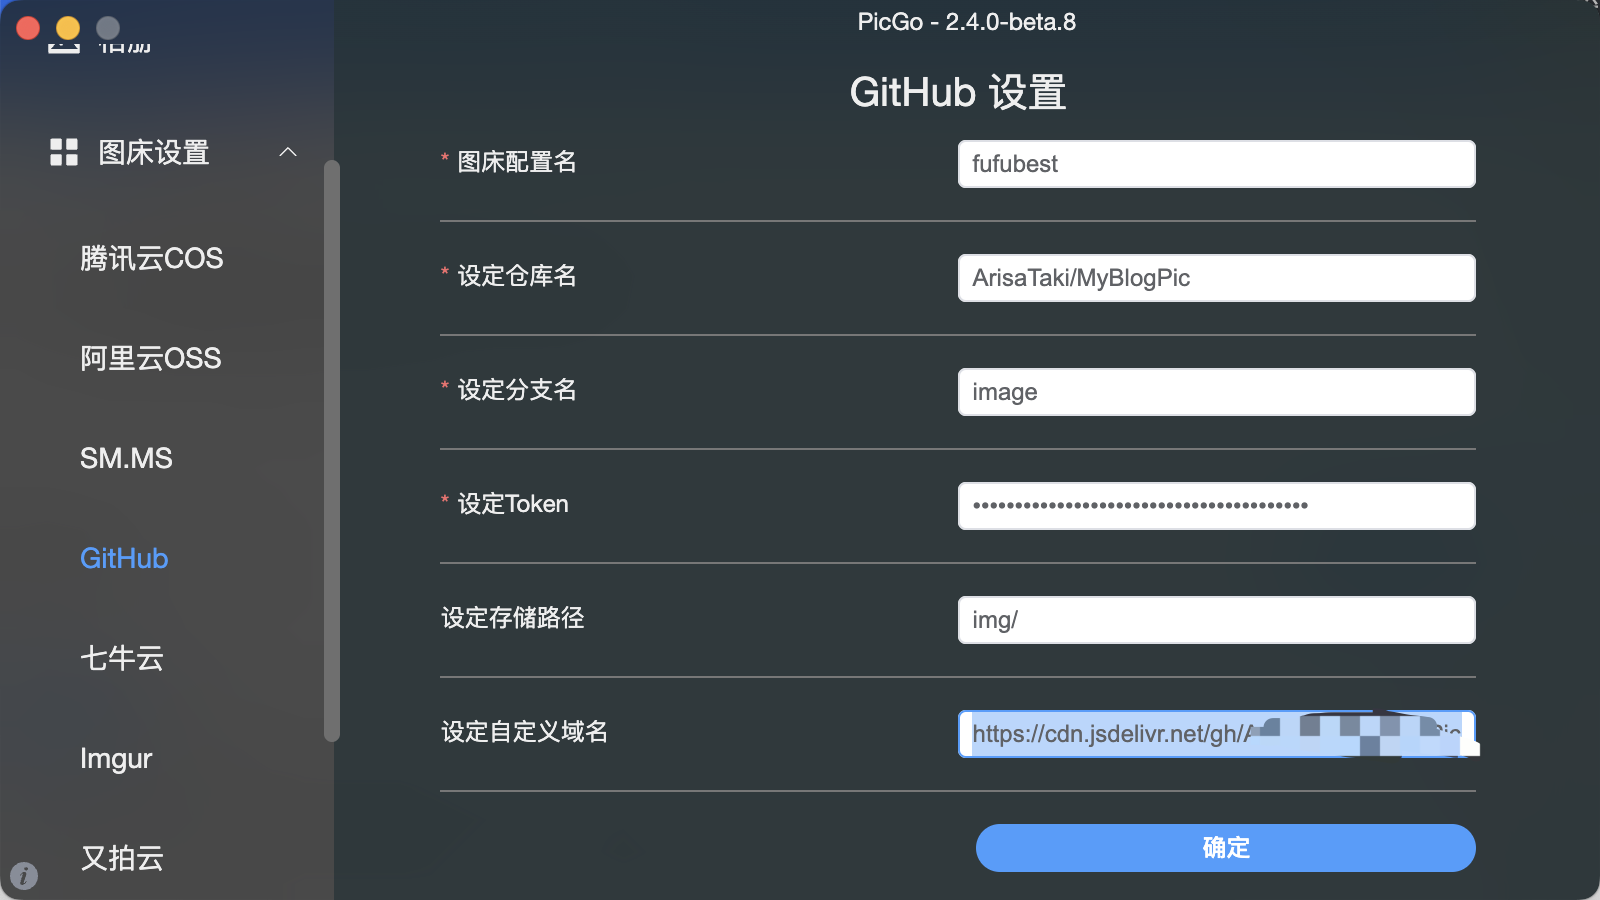 PicGo - 2.4.0-beta.8
图床设置
腾讯云COS
阿里云OSS
SM.MS
GitHub
七牛云
Imgur
又拍云
GitHub 设置
* 图床配置名
fufubest
* 设定仓库名
ArisaTaki/MyBlogPic
* 设定分支名
image
* 设定Token
••••••••••••••••••••••••••••••••••••••••
设定存储路径
img/
设定自定义域名
https://cdn.jsdelivr.net/gh/
确定